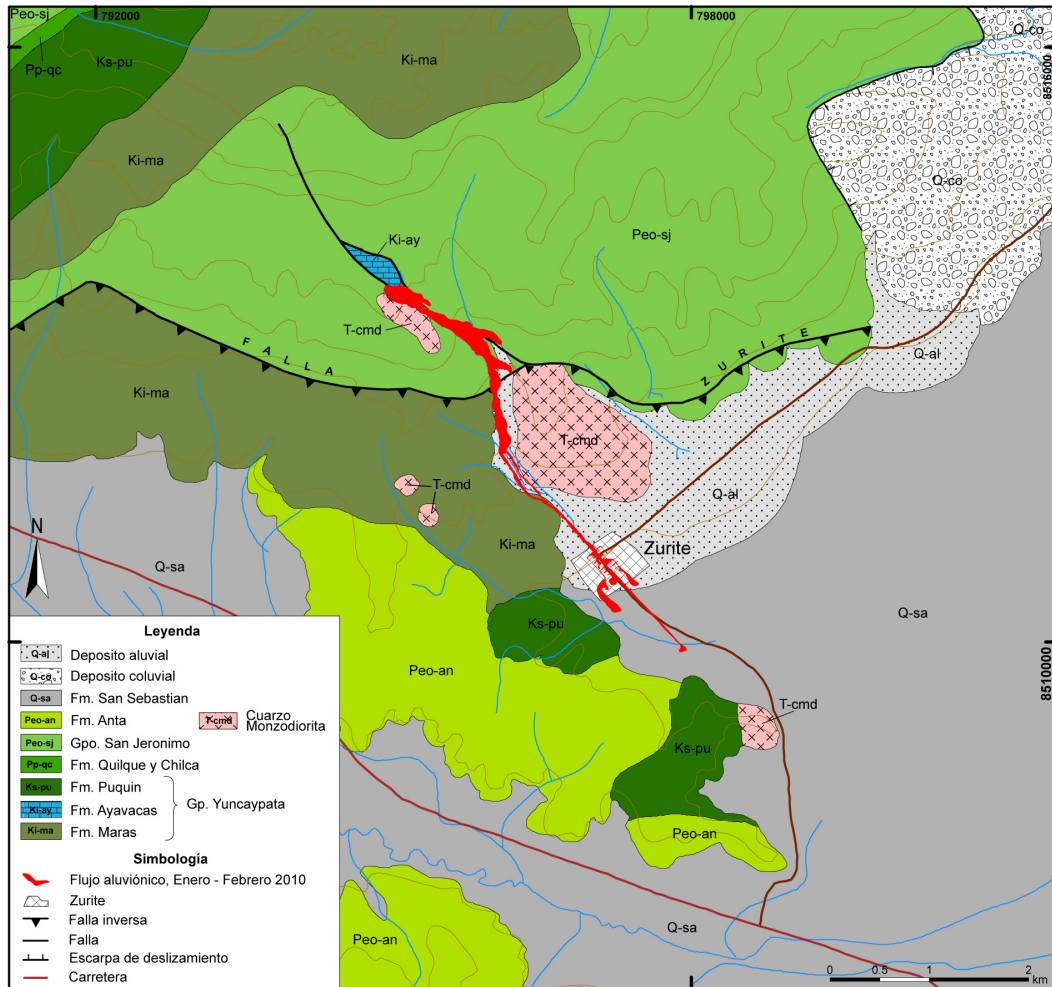 792000
798000
Peo-sj
Q-co
Ks-pu
Pp-qc
Ki-ma
8516000
Ki-ma
Q-co
Peo-sj
Ki-ay
T-cmd
FALLA
ZURITE
Q-al
Ki-ma
T-cmd
T-cmd
Q-al
N
Ki-ma
Zurite
Q-sa
Q-sa
Ks-pu
Peo-an
8510000
T-cmd
Ks-pu
Peo-an
Q-sa
Peo-an
Leyenda
Q-al Deposito aluvial
Q-co Deposito coluvial
Q-sa Fm. San Sebastian
Peo-an Fm. Anta
T-cmd Cuarzo
Monzodiorita
Peo-sj Gpo. San Jeronimo
Pp-qc Fm. Quilque y Chilca
Ks-pu Fm. Puquin
Ki-ay Fm. Ayavacas
Gp. Yuncaypata
Ki-ma Fm. Maras
Simbología
Flujo aluviónico, Enero - Febrero 2010
Zurite
Falla inversa
Falla
Escarpa de deslizamiento
Carretera
0 0.5 1 2
km